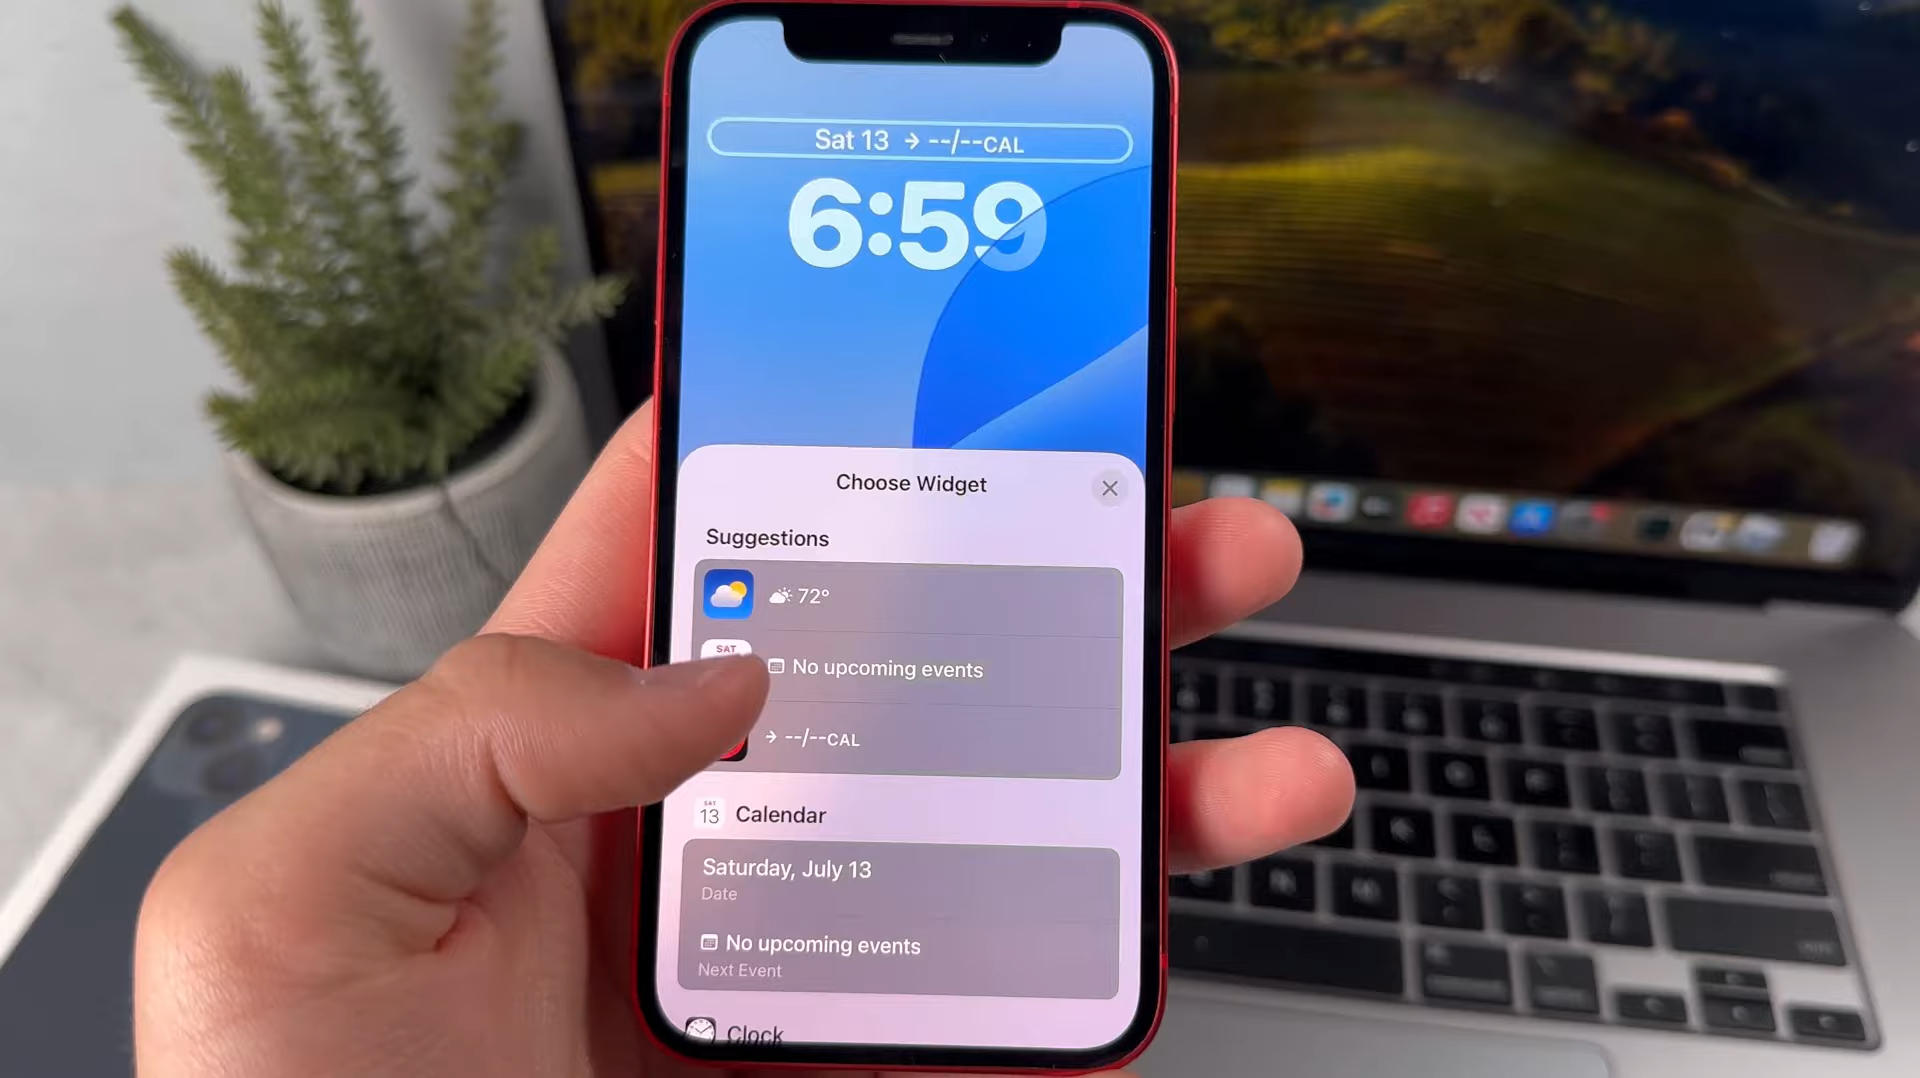 Sat 13 → --/--CAL
6:59
Choose Widget
Suggestions
72°
SAT
No upcoming events
→ --/--CAL
SAT
13
Calendar
Saturday, July 13
Date
No upcoming events
Next Event
Clock